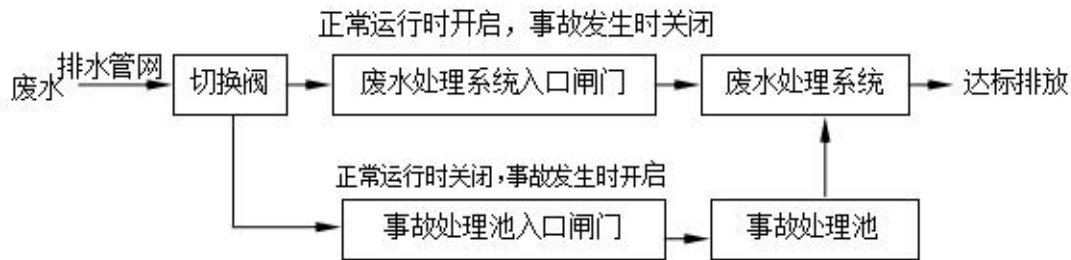 正常运行时开启，事故发生时关闭
废水
排水管网
切换阀
废水处理系统入口闸门
废水处理系统
达标排放
正常运行时关闭，事故发生时开启
事故处理池入口闸门
事故处理池